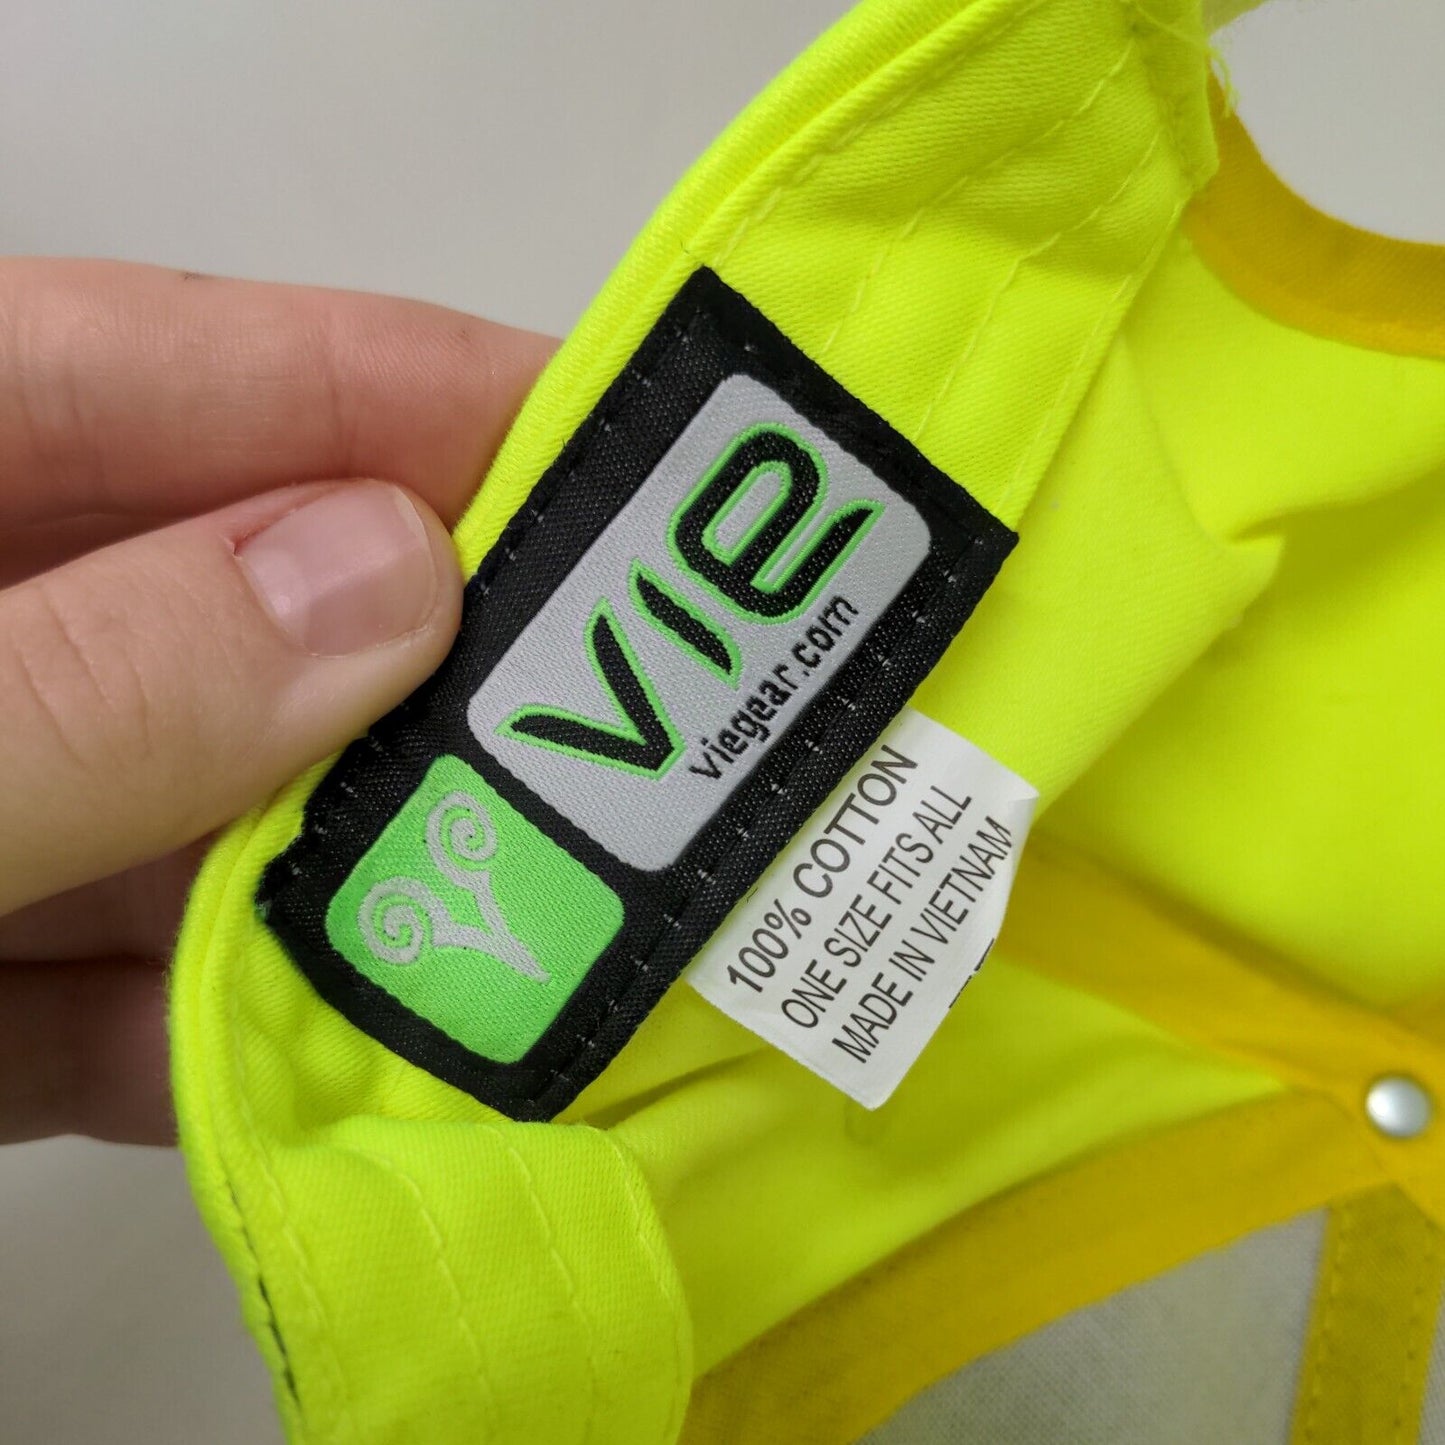 VIE
viegear.com
100% COTTON
ONE SIZE FITS ALL
MADE IN VIETNAM